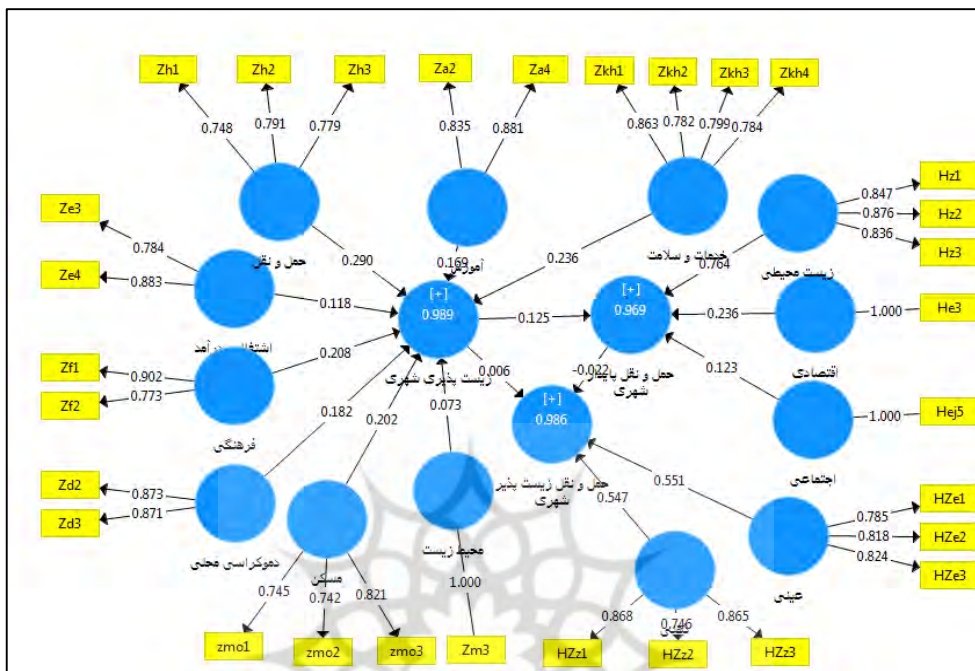 Zh1
Zh2
Zh3
Za2
Za4
Zkh1
Zkh2
Zkh3
Zkh4
0.748
0.791
0.779
0.835
0.881
0.863
0.782
0.799
0.784
Hz1
Hz2
Hz3
0.847
0.876
0.836
Ze3
Ze4
0.784
0.883
حمل و نقل
آموزش
خدمات و سلامت
زیست محیطی
0.290
0.169
0.236
0.764
0.118
[+]
0.989
0.125
[+]
0.969
0.236
1.000
He3
Zf1
Zf2
0.902
0.773
0.208
زیست پذیری شهری
0.006
-0.022
حمل و نقل پایدار
شهری
0.123
اقتصادی
فرهنگی
0.182
0.202
0.073
[+]
0.986
1.000
Hej5
اجتماعی
Zd2
Zd3
0.873
0.871
حمل و نقل زیست پذیر
شهری
0.547
0.551
دموکراسی محلی
مسکن
محیط زیست
HZe1
HZe2
HZe3
0.785
0.818
0.824
عینی
0.745
0.742
0.821
1.000
0.868
0.746
0.865
zmo1
zmo2
zmo3
Zm3
HZz1
HZz2
HZz3